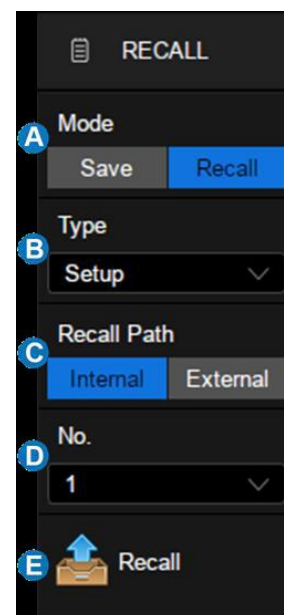 RECALL
A
Mode
Save Recall
B
Type
Setup
C
Recall Path
Internal External
D
No.
1
E
Recall